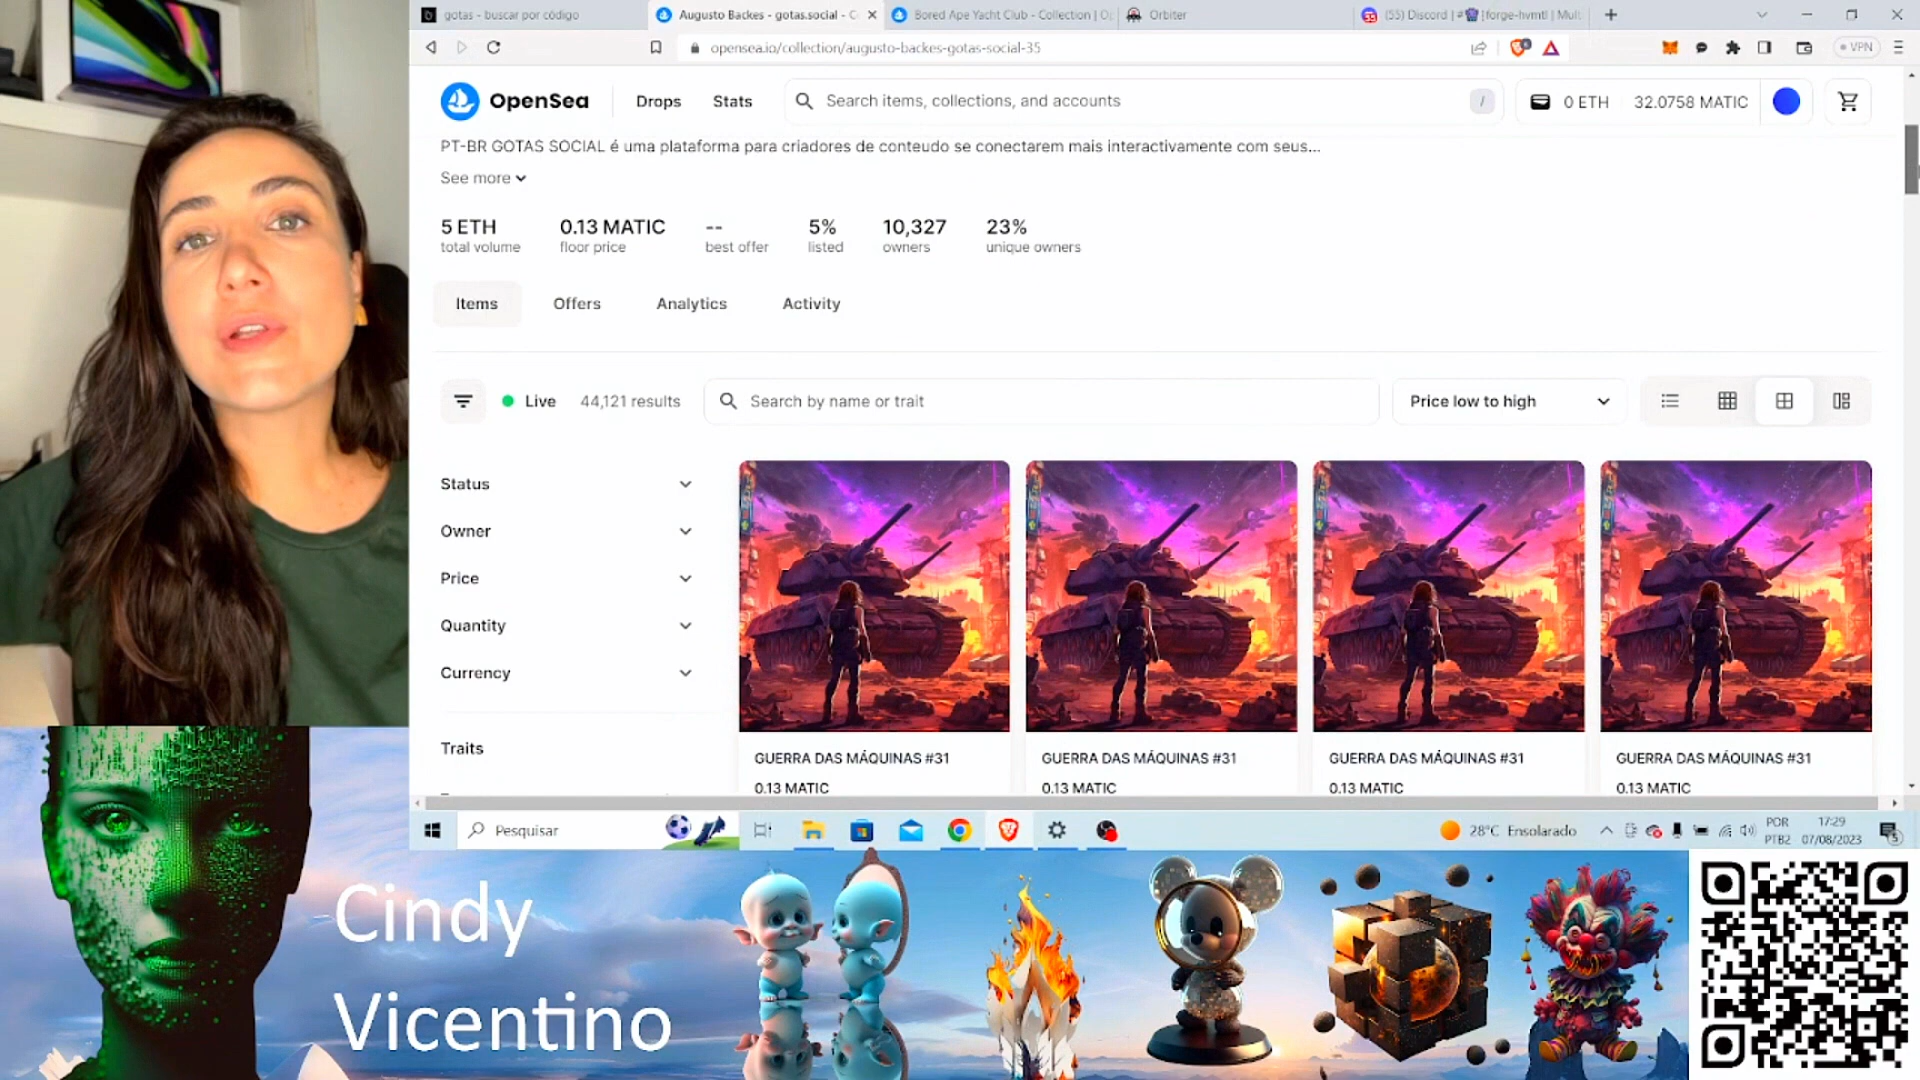 gotas - buscar por código
Augusto Backes - gotas.social - C
Bored Ape Yacht Club - Collection | O
Orbiter
(55) Discord | #
forge-hvmtl | Mult
opensea.io/collection/augusto-backes-gotas-social-35
VPN
OpenSea
Drops
Stats
Search items, collections, and accounts
/
0 ETH
32.0758 MATIC
PT-BR GOTAS SOCIAL é uma plataforma para criadores de conteudo se conectarem mais interactivamente com seus...
See more
5 ETH
total volume
0.13 MATIC
floor price
--
best offer
5%
listed
10,327
owners
23%
unique owners
Items
Offers
Analytics
Activity
Live
44,121 results
Search by name or trait
Price low to high
Status
Owner
Price
Quantity
Currency
Traits
GUERRA DAS MÁQUINAS #31
0.13 MATIC
GUERRA DAS MÁQUINAS #31
0.13 MATIC
GUERRA DAS MÁQUINAS #31
0.13 MATIC
GUERRA DAS MÁQUINAS #31
0.13 MATIC
Pesquisar
28°C Ensolarado
POR
PTB2
17:29
07/08/2023
5
Cindy
Vicentino